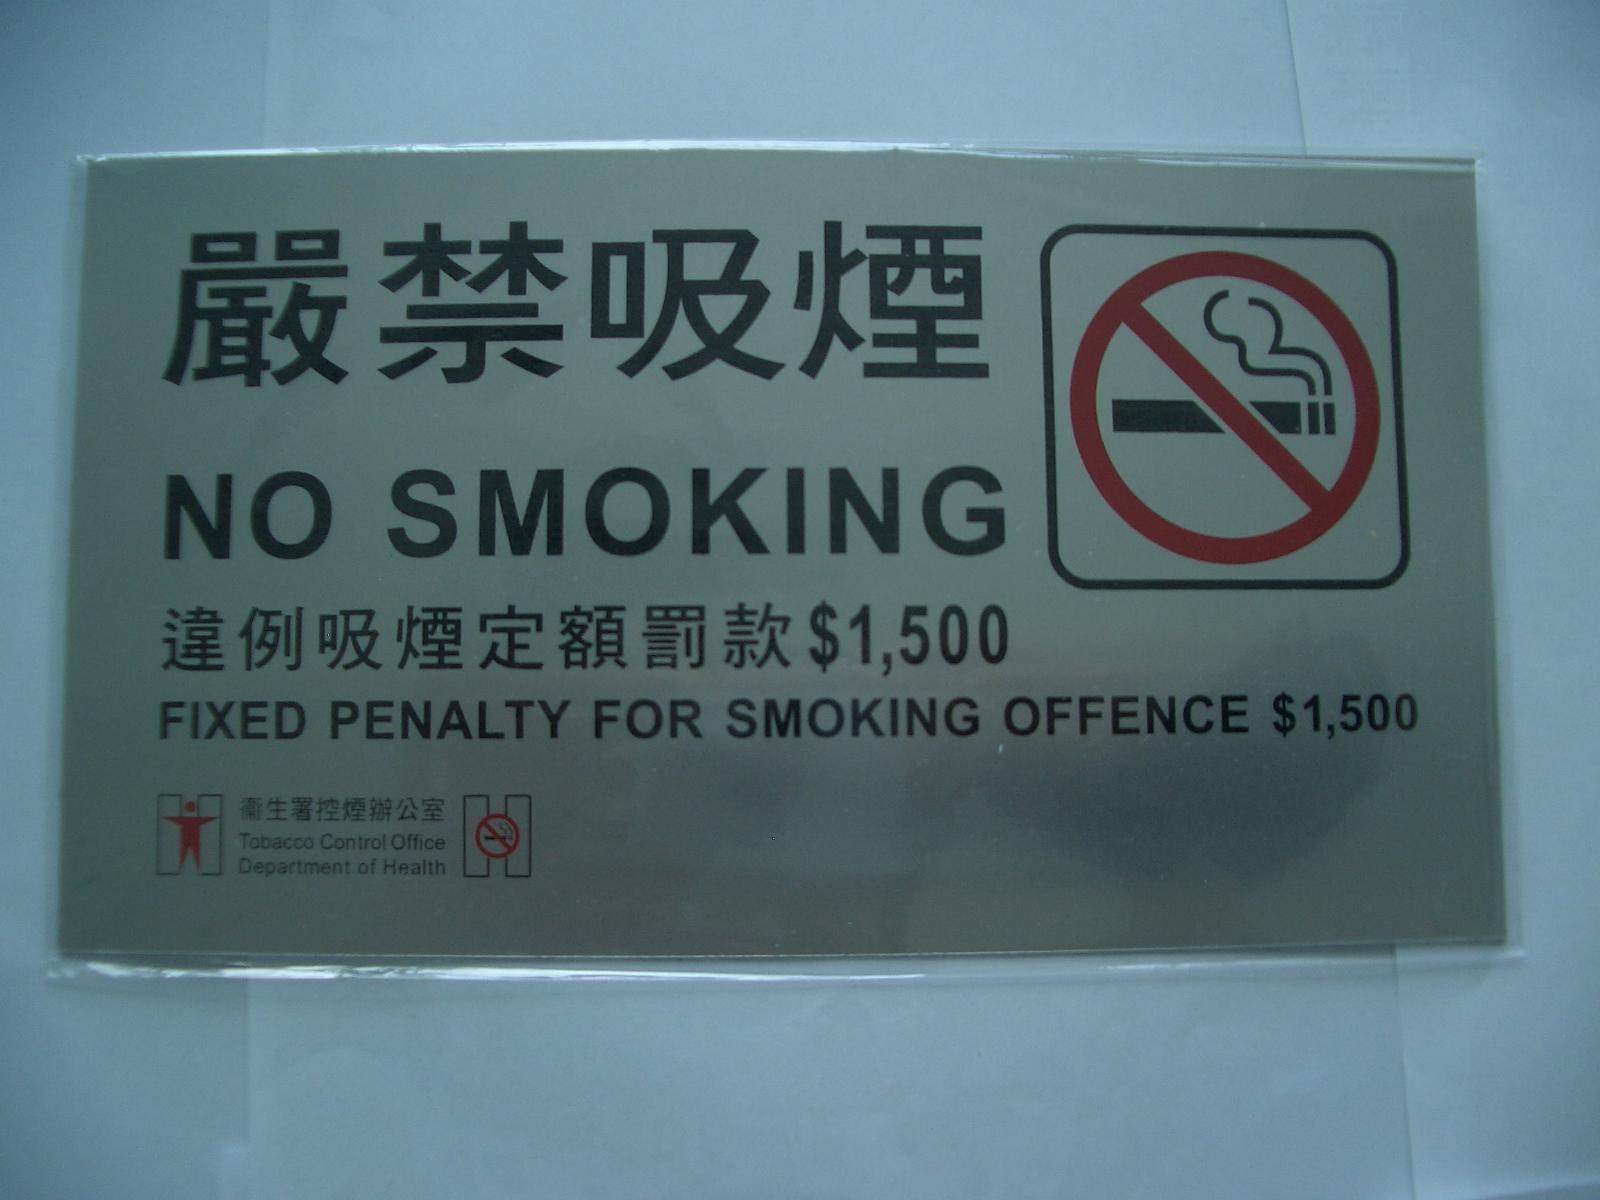 嚴禁吸煙
NO SMOKING
違例吸煙定額罰款$1,500
FIXED PENALTY FOR SMOKING OFFENCE $1,500
衞生署控煙辦公室
Tobacco Control Office
Department of Health